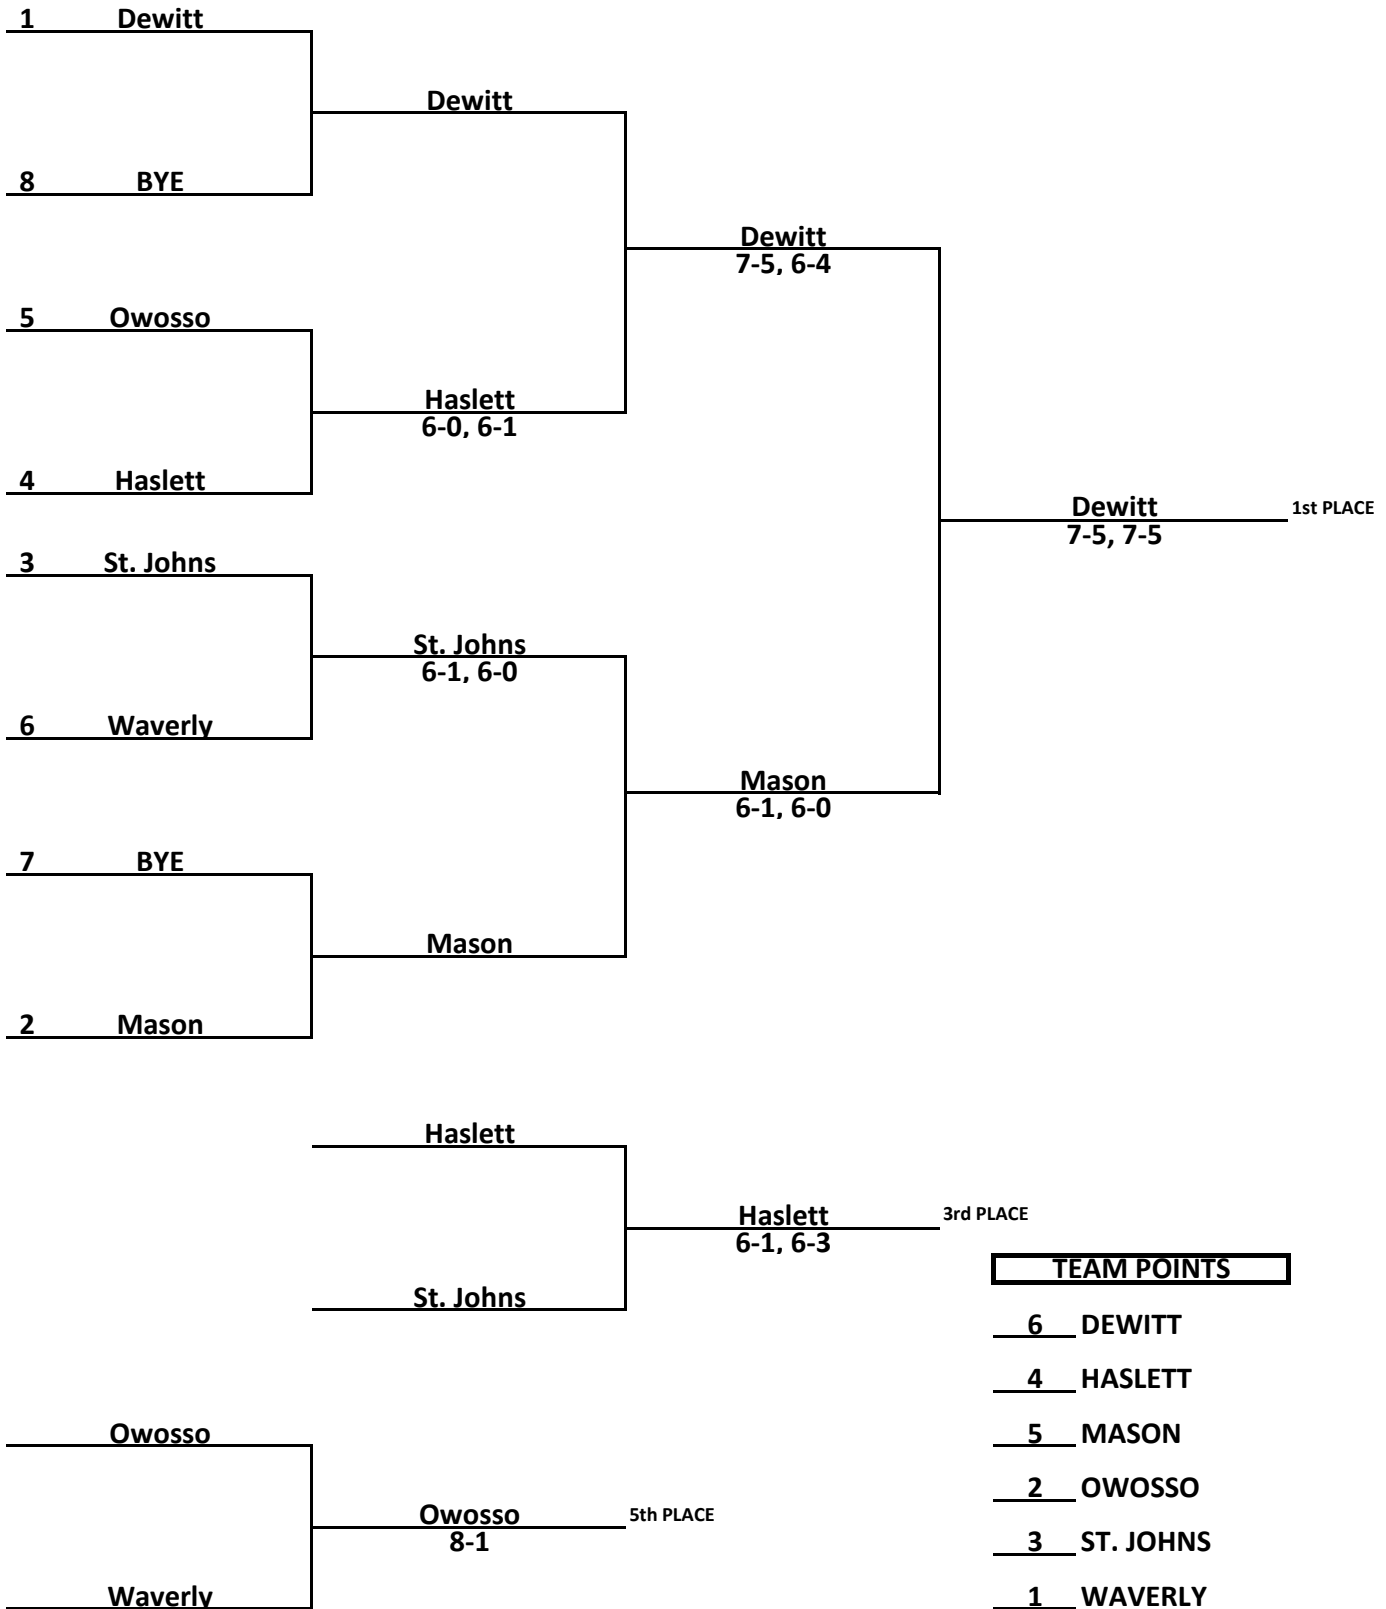 1 Dewitt
Dewitt
8 BYE
Dewitt
7-5, 6-4
5 Owosso
Haslett
6-0, 6-1
4 Haslett
Dewitt 1st PLACE
7-5, 7-5
3 St. Johns
St. Johns
6-1, 6-0
6 Waverly
Mason
6-1, 6-0
7 BYE
Mason
2 Mason
Haslett
Haslett 3rd PLACE
6-1, 6-3
St. Johns
TEAM POINTS
6 DEWITT
4 HASLETT
5 MASON
2 OWOSSO
3 ST. JOHNS
1 WAVERLY
Owosso
Owosso 5th PLACE
8-1
Waverly